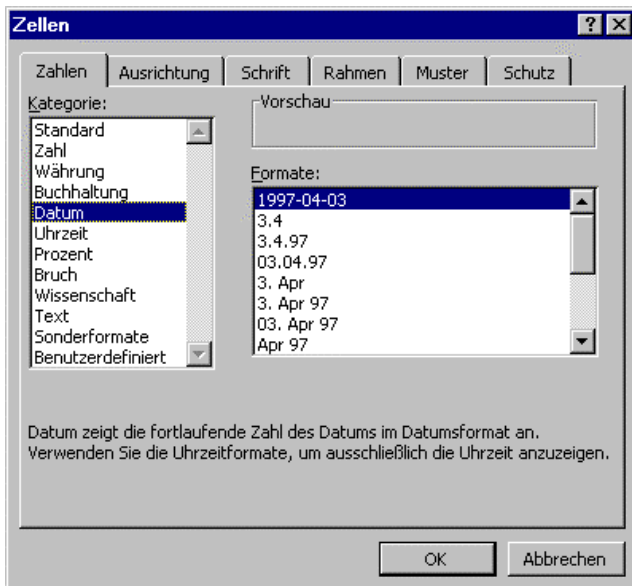 Zellen
Zahlen Ausrichtung Schrift Rahmen Muster Schutz
Kategorie:
Standard
Zahl
Währung
Buchhaltung
Datum
Uhrzeit
Prozent
Bruch
Wissenschaft
Text
Sonderformate
Benutzerdefiniert
Vorschau
Formate:
1997-04-03
3.4
3.4.97
03.04.97
3. Apr
3. Apr 97
03. Apr 97
Apr 97
Datum zeigt die fortlaufende Zahl des Datums im Datumsformat an.
Verwenden Sie die Uhrzeitformate, um ausschließlich die Uhrzeit anzuzeigen.
OK Abbrechen